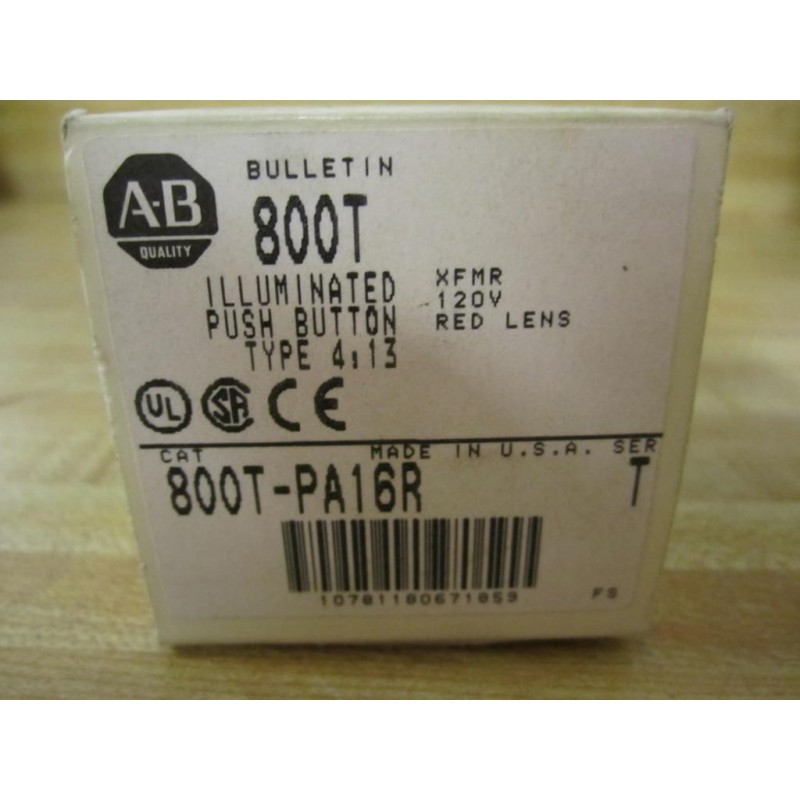 A-B
QUALITY
BULLETIN
800T
ILLUMINATED
PUSH BUTTON
TYPE 4,13
XFMR
120V
RED LENS
UL
SA
CE
CAT
MADE IN U.S.A.
SER
800T-PA16R
T
10781180671859
FS